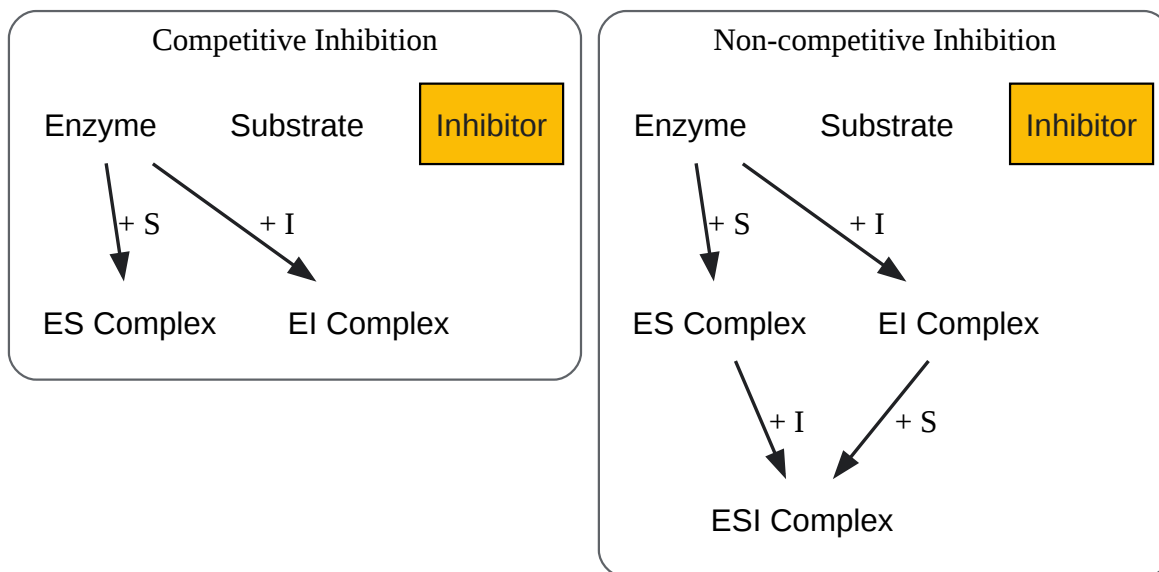 Competitive Inhibition
Enzyme Substrate Inhibitor
+ S + I
ES Complex EI Complex
Non-competitive Inhibition
Enzyme Substrate Inhibitor
+ S + I
ES Complex EI Complex
+ I + S
ESI Complex